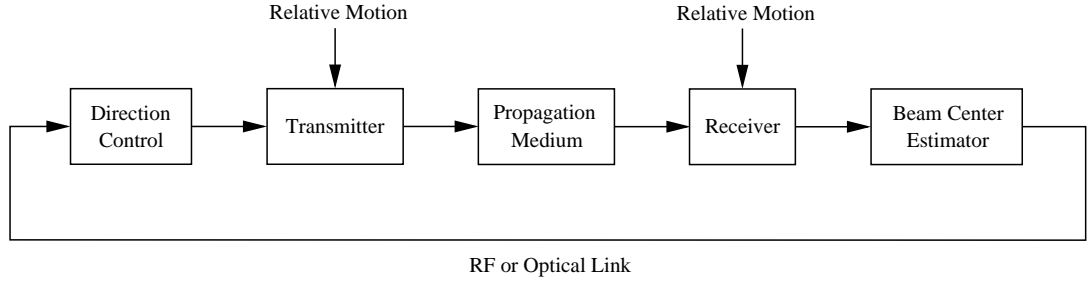 Relative Motion
Relative Motion
Direction
Control
Transmitter
Propagation
Medium
Receiver
Beam Center
Estimator
RF or Optical Link